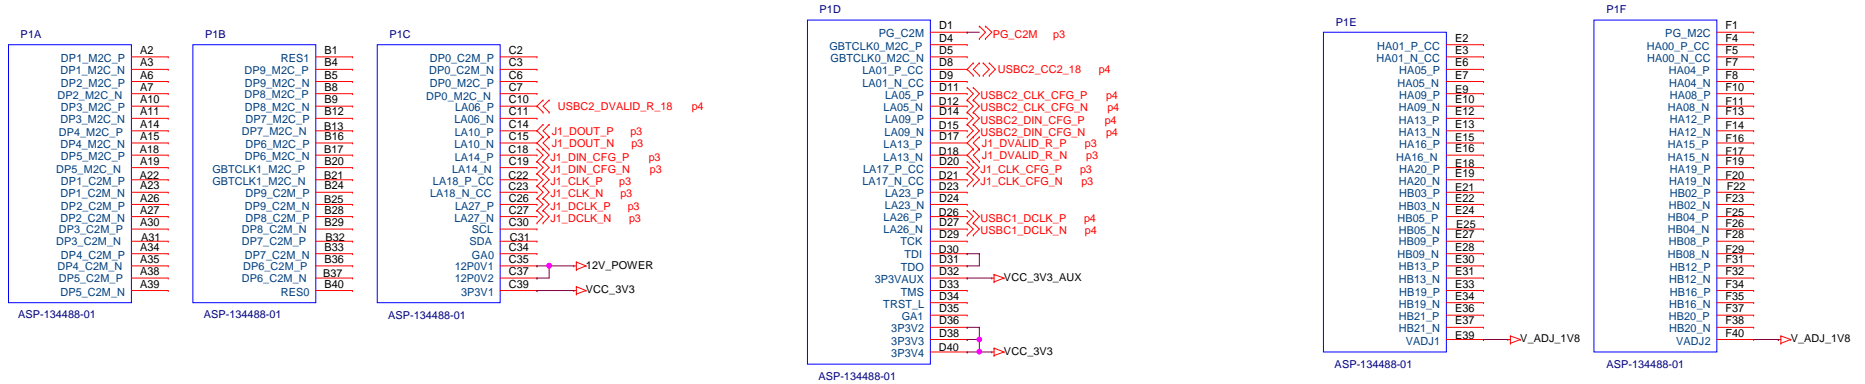 P1A
DP1_M2C_P A2
DP1_M2C_N A3
DP2_M2C_P A6
DP2_M2C_N A7
DP3_M2C_P A10
DP3_M2C_N A11
DP4_M2C_P A14
DP4_M2C_N A15
DP5_M2C_P A18
DP5_M2C_N A19
DP1_C2M_P A22
DP1_C2M_N A23
DP2_C2M_P A26
DP2_C2M_N A27
DP3_C2M_P A30
DP3_C2M_N A31
DP4_C2M_P A34
DP4_C2M_N A35
DP5_C2M_P A38
DP5_C2M_N A39
ASP-134488-01
P1B
RES1 B1
DP9_M2C_P B4
DP9_M2C_N B5
DP8_M2C_P B8
DP8_M2C_N B9
DP7_M2C_P B12
DP7_M2C_N B13
DP6_M2C_P B16
DP6_M2C_N B17
GBTCLK1_M2C_P B20
GBTCLK1_M2C_N B21
DP9_C2M_P B24
DP9_C2M_N B25
DP8_C2M_P B28
DP8_C2M_N B29
DP7_C2M_P B32
DP7_C2M_N B33
DP6_C2M_P B36
DP6_C2M_N B37
RES0 B40
ASP-134488-01
P1C
DP0_C2M_P C2
DP0_C2M_N C3
DP0_M2C_P C6
DP0_M2C_N C7
LA06_P C10 USBC2_DVALID_R_18 p4
LA06_N C11
LA10_P C14 J1_DOUT_P p3
LA10_N C15 J1_DOUT_N p3
LA14_P C18 J1_DIN_CFG_P p3
LA14_N C19 J1_DIN_CFG_N p3
LA18_P_CC C22 J1_CLK_P p3
LA18_N_CC C23 J1_CLK_N p3
LA27_P C26 J1_DCLK_P p3
LA27_N C27 J1_DCLK_N p3
SCL C30
SDA C31
GA0 C34
12P0V1 C35 12V_POWER
12P0V2 C37
3P3V1 C39 VCC_3V3
ASP-134488-01
P1D
PG_C2M D1 PG_C2M p3
GBTCLK0_M2C_P D4
GBTCLK0_M2C_N D5
LA01_P_CC D8 USBC2_CC2_18 p4
LA01_N_CC D9
LA05_P D11 USBC2_CLK_CFG_P p4
LA05_N D12 USBC2_CLK_CFG_N p4
LA09_P D14 USBC2_DIN_CFG_P p4
LA09_N D15 USBC2_DIN_CFG_N p4
LA13_P D17 J1_DVALID_R_P p3
LA13_N D18 J1_DVALID_R_N p3
LA17_P_CC D20 J1_CLK_CFG_P p3
LA17_N_CC D21 J1_CLK_CFG_N p3
LA23_P D23
LA23_N D24
LA26_P D26 USBC1_DCLK_P p4
LA26_N D27 USBC1_DCLK_N p4
TCK D29
TDI D30
TDO D31
3P3VAUX D32 VCC_3V3_AUX
TMS D33
TRST_L D34
GA1 D35
3P3V2 D36
3P3V3 D38
3P3V4 D40 VCC_3V3
ASP-134488-01
P1E
HA01_P_CC E2
HA01_N_CC E3
HA05_P E6
HA05_N E7
HA09_P E9
HA09_N E10
HA13_P E12
HA13_N E13
HA16_P E15
HA16_N E16
HA20_P E18
HA20_N E19
HB03_P E21
HB03_N E22
HB05_P E24
HB05_N E25
HB09_P E27
HB09_N E28
HB13_P E30
HB13_N E31
HB19_P E33
HB19_N E34
HB21_P E36
HB21_N E37
VADJ1 E39 V_ADJ_1V8
ASP-134488-01
P1F
PG_M2C F1
HA00_P_CC F4
HA00_N_CC F5
HA04_P F7
HA04_N F8
HA08_P F10
HA08_N F11
HA12_P F13
HA12_N F14
HA15_P F16
HA15_N F17
HA19_P F19
HA19_N F20
HB02_P F22
HB02_N F23
HB04_P F25
HB04_N F26
HB08_P F28
HB08_N F29
HB12_P F31
HB12_N F32
HB16_P F34
HB16_N F35
HB20_P F37
HB20_N F38
VADJ2 F40 V_ADJ_1V8
ASP-134488-01